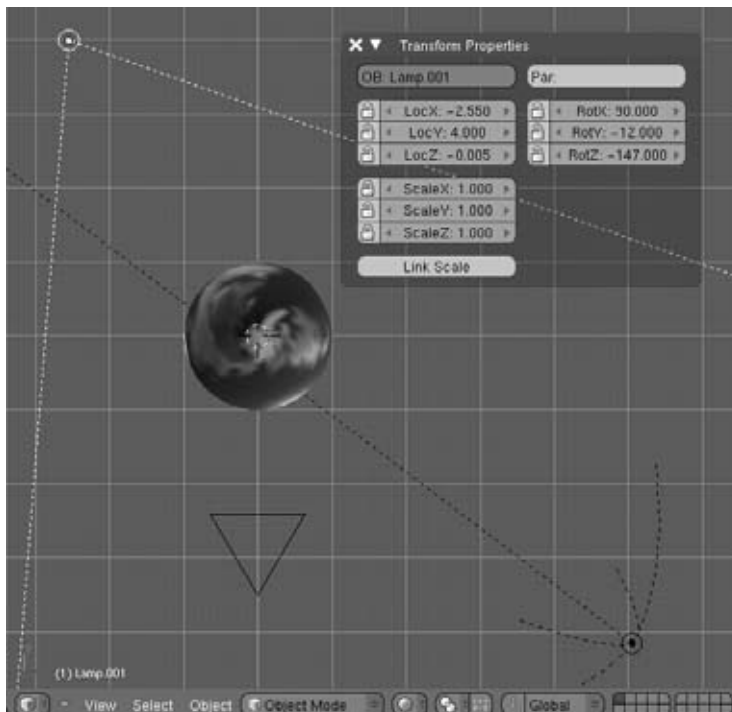 Transform Properties
OB: Lamp.001
Par:
LocX: -2.550
LocY: 4.000
LocZ: -0.005
RotX: 90.000
RotY: -12.000
RotZ: -147.000
ScaleX: 1.000
ScaleY: 1.000
ScaleZ: 1.000
Link Scale
(1) Lamp.001
View Select Object Object Mode Global